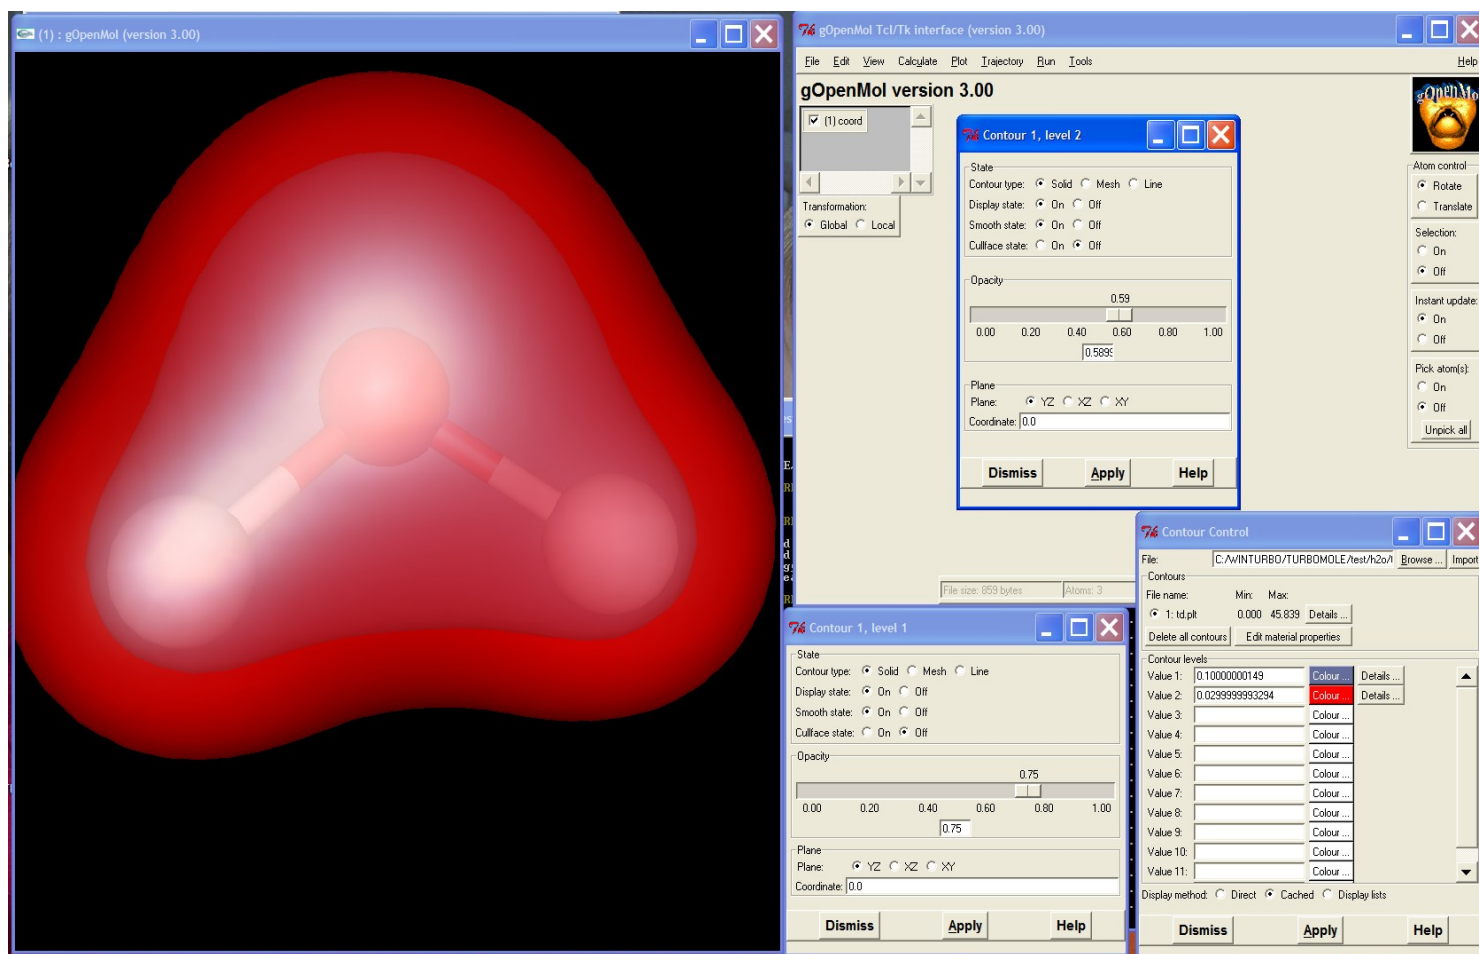 (1) : gOpenMol (version 3.00)
gOpenMol Tcl/Tk interface (version 3.00)
File Edit View Calculate Plot Trajectory Run Tools Help
gOpenMol version 3.00
(1) coord
Transformation:
Global Local
gOpenMo
Atom control
Rotate
Translate
Selection:
On
Off
Instant update:
On
Off
Pick atom(s):
On
Off
Unpick all
Contour 1, level 2
State
Contour type: Solid Mesh Line
Display state: On Off
Smooth state: On Off
Cullface state: On Off
Opacity
0.59
0.00 0.20 0.40 0.60 0.80 1.00
0.5899
Plane
Plane: YZ XZ XY
Coordinate: 0.0
Dismiss Apply Help
File size: 859 bytes Atoms: 3
Contour 1, level 1
State
Contour type: Solid Mesh Line
Display state: On Off
Smooth state: On Off
Cullface state: On Off
Opacity
0.75
0.00 0.20 0.40 0.60 0.80 1.00
0.75
Plane
Plane: YZ XZ XY
Coordinate: 0.0
Dismiss Apply Help
Contour Control
File: C:/WINTURBO/TURBOMOLE/test/h2o/ Browse ... Import
Contours
File name: Min: Max:
1: td.plt 0.000 45.839 Details ...
Delete all contours Edit material properties
Contour levels
Value 1: 0.10000000149 Colour ... Details ...
Value 2: 0.0299999993294 Colour ... Details ...
Value 3: Colour ...
Value 4: Colour ...
Value 5: Colour ...
Value 6: Colour ...
Value 7: Colour ...
Value 8: Colour ...
Value 9: Colour ...
Value 10: Colour ...
Value 11: Colour ...
Display method: Direct Cached Display lists
Dismiss Apply Help